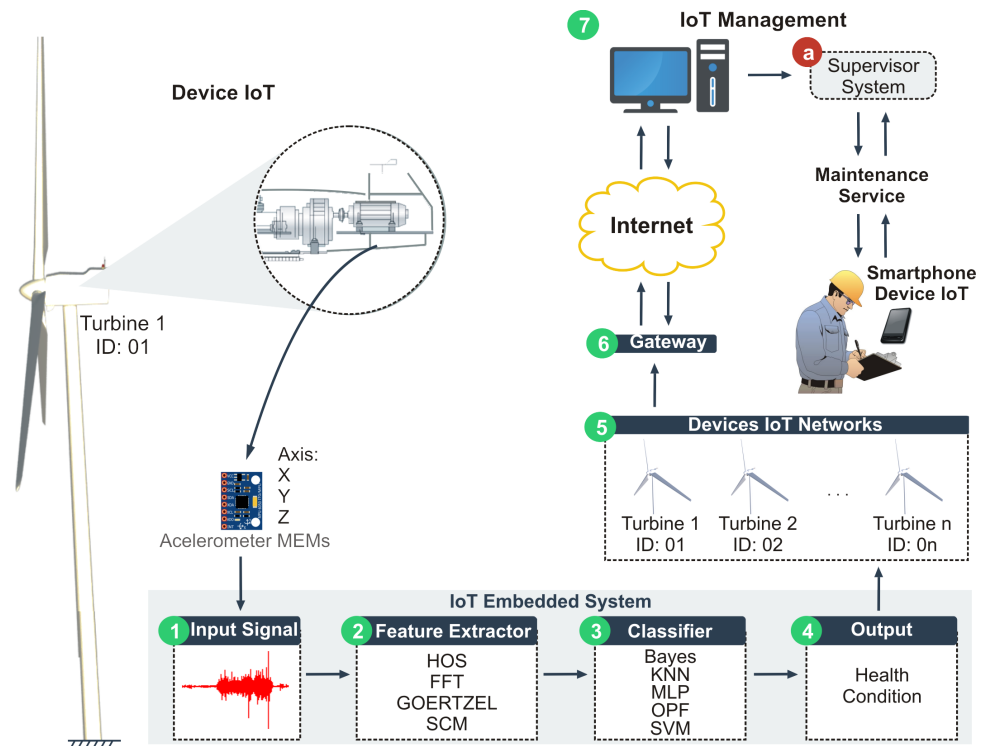 Device IoT
Turbine 1
ID: 01
Axis:
X
Y
Z
Acelerometer MEMs
IoT Embedded System
1 Input Signal
2 Feature Extractor
HOS
FFT
GOERTZEL
SCM
3 Classifier
Bayes
KNN
MLP
OPF
SVM
4 Output
Health
Condition
5 Devices IoT Networks
Turbine 1
ID: 01
Turbine 2
ID: 02
. . .
Turbine n
ID: 0n
6 Gateway
Internet
7 IoT Management
a
Supervisor
System
Maintenance
Service
Smartphone
Device IoT